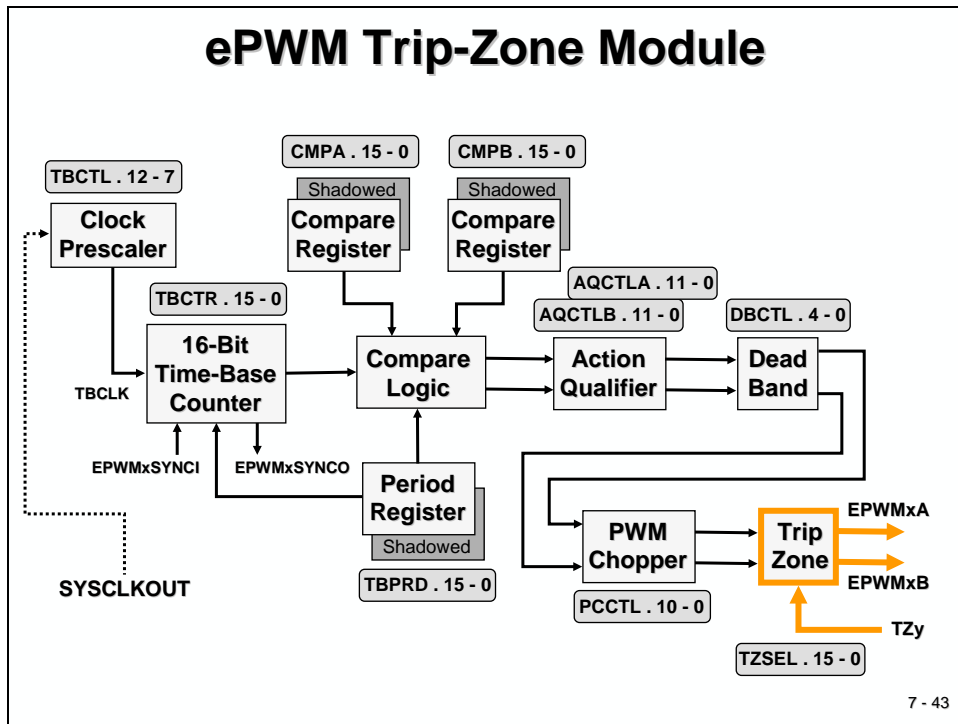 ePWM Trip-Zone Module
CMPA . 15 - 0
CMPB . 15 - 0
TBCTL . 12 - 7
Shadowed
Shadowed
Clock
Prescaler
Compare
Register
Compare
Register
TBCTR . 15 - 0
AQCTLA . 11 - 0
AQCTLB . 11 - 0
DBCTL . 4 - 0
16-Bit
Time-Base
Counter
Compare
Logic
Action
Qualifier
Dead
Band
TBCLK
EPWMxSYNCI
EPWMxSYNCO
Period
Register
Shadowed
TBPRD . 15 - 0
PWM
Chopper
Trip
Zone
EPWMxA
EPWMxB
SYSCLKOUT
PCCTL . 10 - 0
TZy
TZSEL . 15 - 0
7 - 43